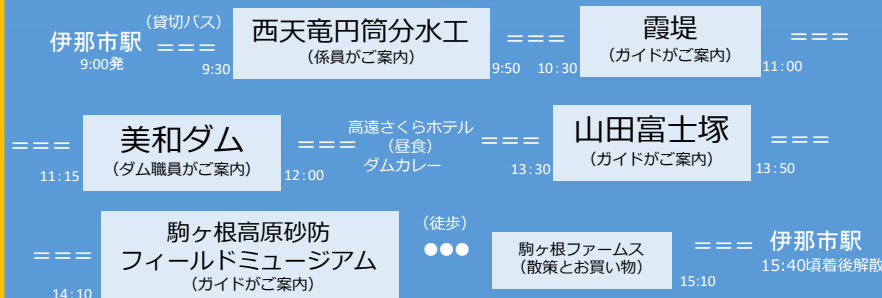 （貸切バス）
伊那市駅
9:00発
===
9:30
西天竜円筒分水工
（係員がご案内）
9:50
===
10:30
霞堤
（ガイドがご案内）
11:00
===
===
11:15
美和ダム
（ダム職員がご案内）
12:00
===
高遠さくらホテル
（昼食）
ダムカレー
===
13:30
山田富士塚
（ガイドがご案内）
13:50
===
===
14:10
駒ヶ根高原砂防
フィールドミュージアム
（ガイドがご案内）
（徒歩）
●●●
駒ヶ根ファームス
（散策とお買い物）
15:10
===
伊那市駅
15:40頃着後解散